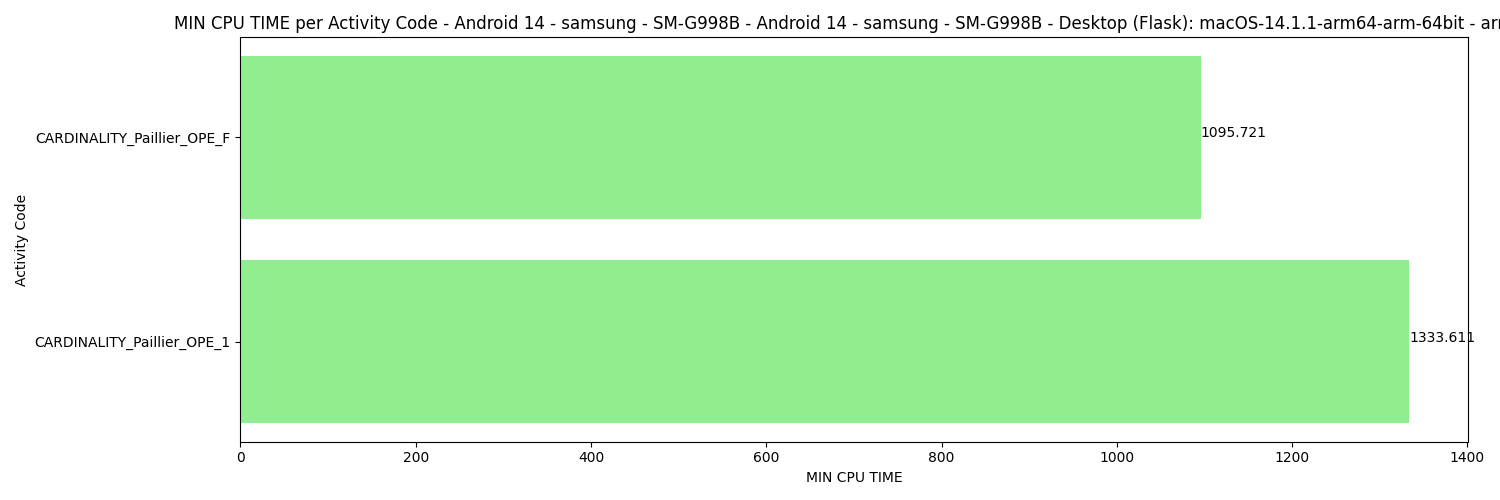 MIN CPU TIME per Activity Code - Android 14 - samsung - SM-G998B - Android 14 - samsung - SM-G998B - Desktop (Flask): macOS-14.1.1-arm64-arm-64bit - 
CARDINALITY_Paillier_OPE_F
1095.721
Activity Code
CARDINALITY_Paillier_OPE_1
1333.611
0 200 400 600 800 1000 1200 1400
MIN CPU TIME